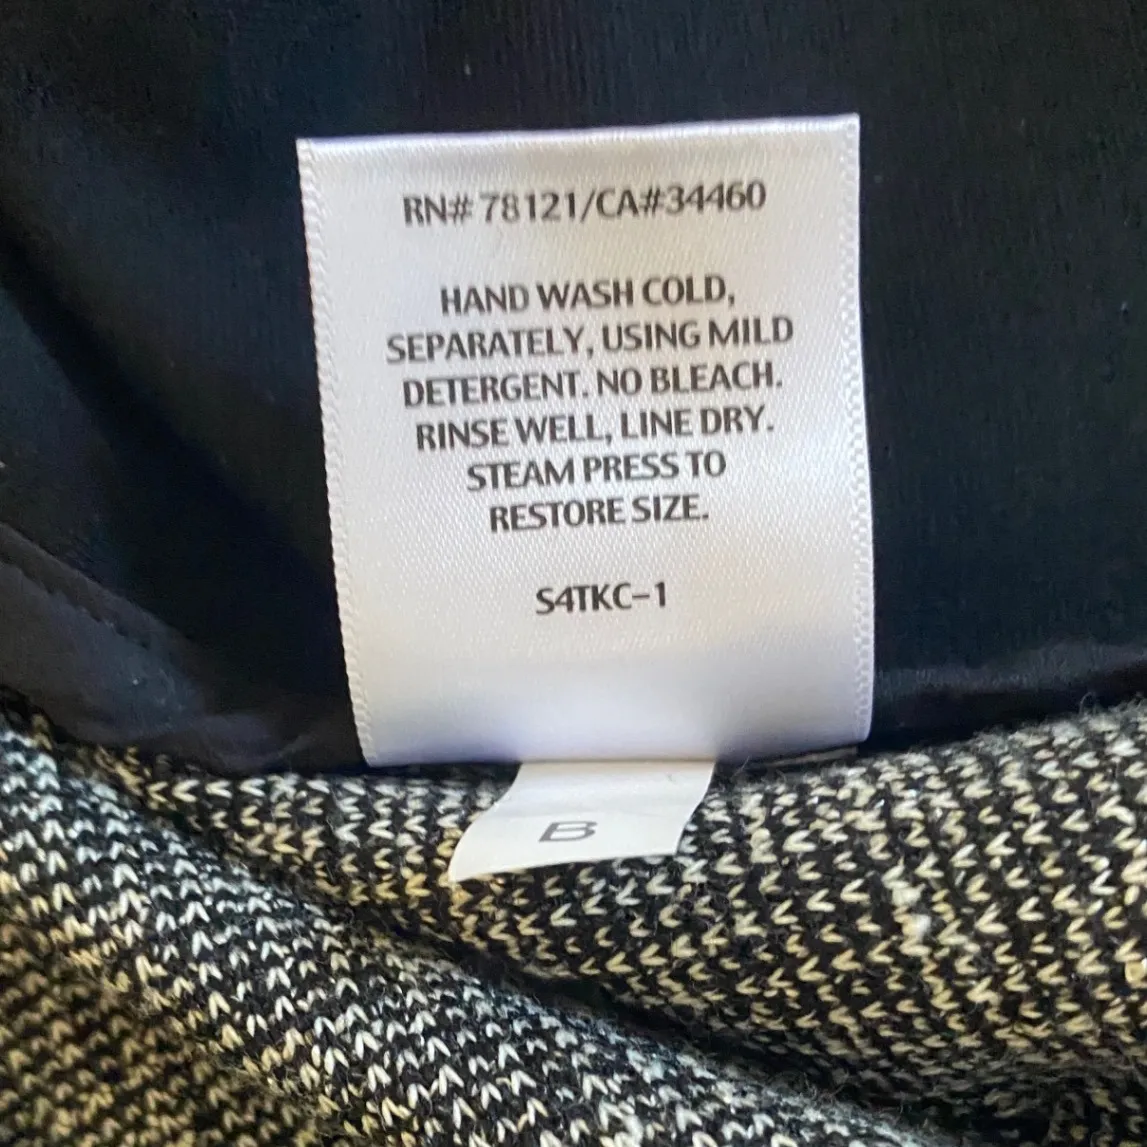 RN# 78121/CA#34460
HAND WASH COLD,
SEPARATELY, USING MILD
DETERGENT. NO BLEACH.
RINSE WELL, LINE DRY.
STEAM PRESS TO
RESTORE SIZE.
S4TKC-1
B